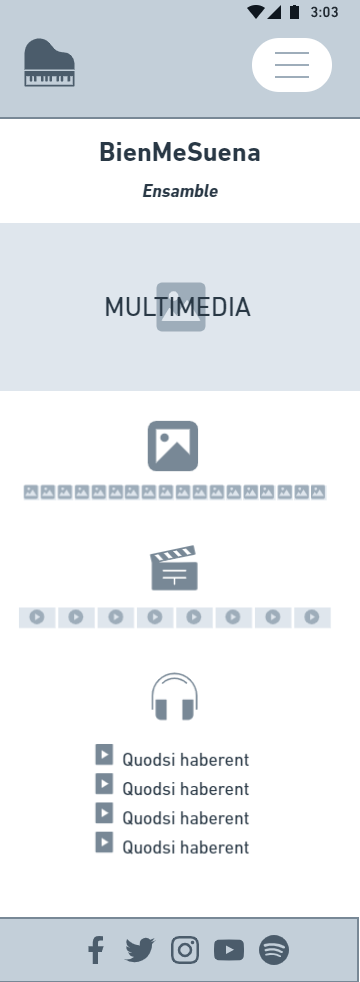 3:03
BienMeSuena
Ensamble
MULTIMEDIA
Quodsi haberent
Quodsi haberent
Quodsi haberent
Quodsi haberent